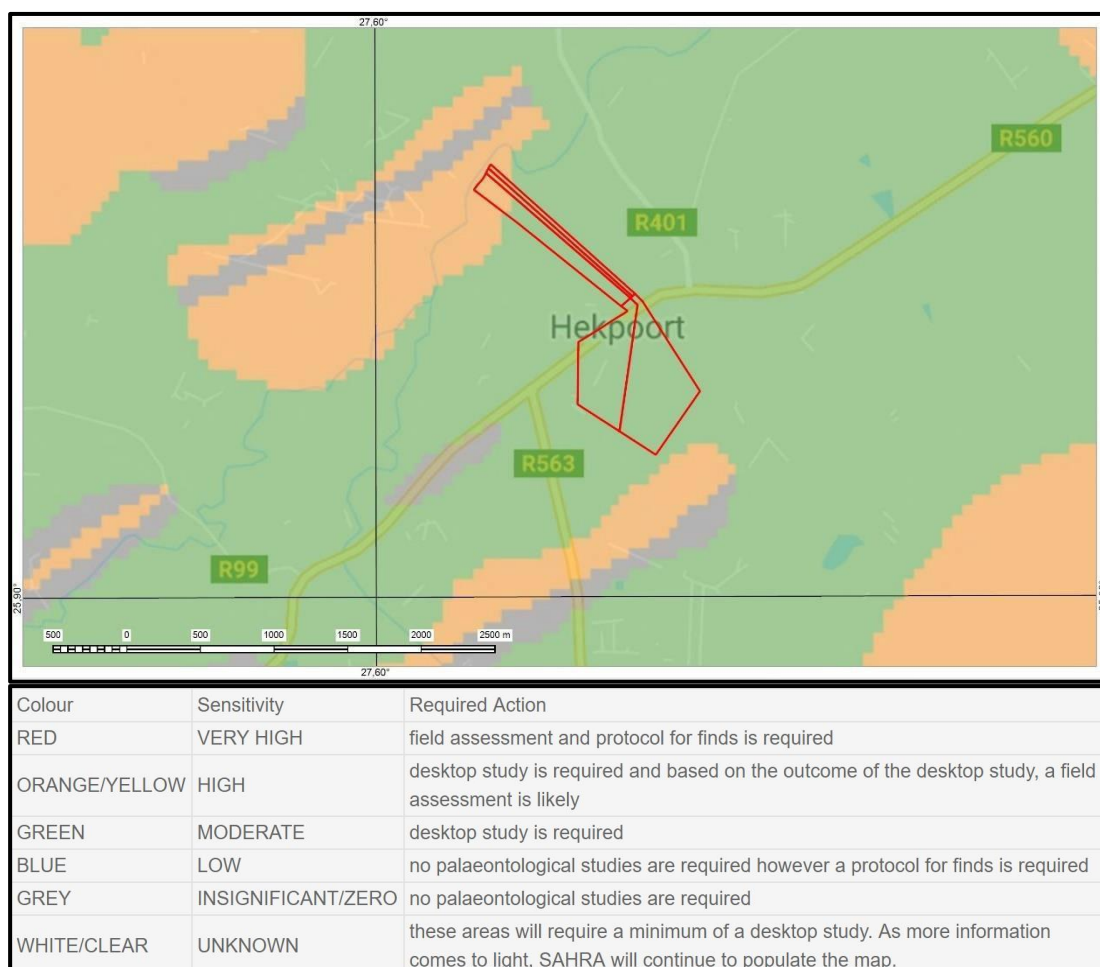 27,60°
R560
R401
Hekpoort
R563
R99
25,90°
500 0 500 1000 1500 2000 2500 m
27,60°
Colour Sensitivity Required Action
RED VERY HIGH field assessment and protocol for finds is required
ORANGE/YELLOW HIGH desktop study is required and based on the outcome of the desktop study, a field
assessment is likely
GREEN MODERATE desktop study is required
BLUE LOW no palaeontological studies are required however a protocol for finds is required
GREY INSIGNIFICANT/ZERO no palaeontological studies are required
WHITE/CLEAR UNKNOWN these areas will require a minimum of a desktop study. As more information
comes to light, SAHRA will continue to populate the map.